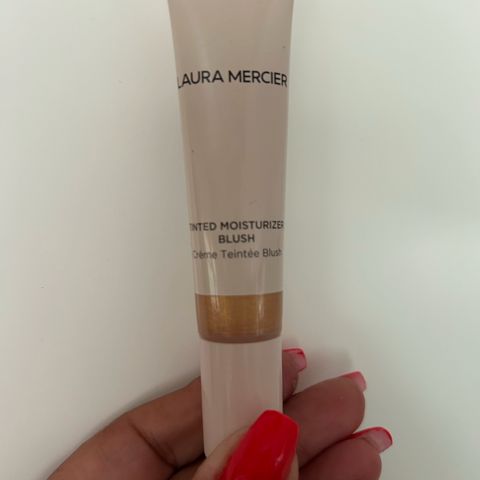 LAURA MERCIER
TINTED MOISTURIZER
BLUSH
Crème Teintée Blush